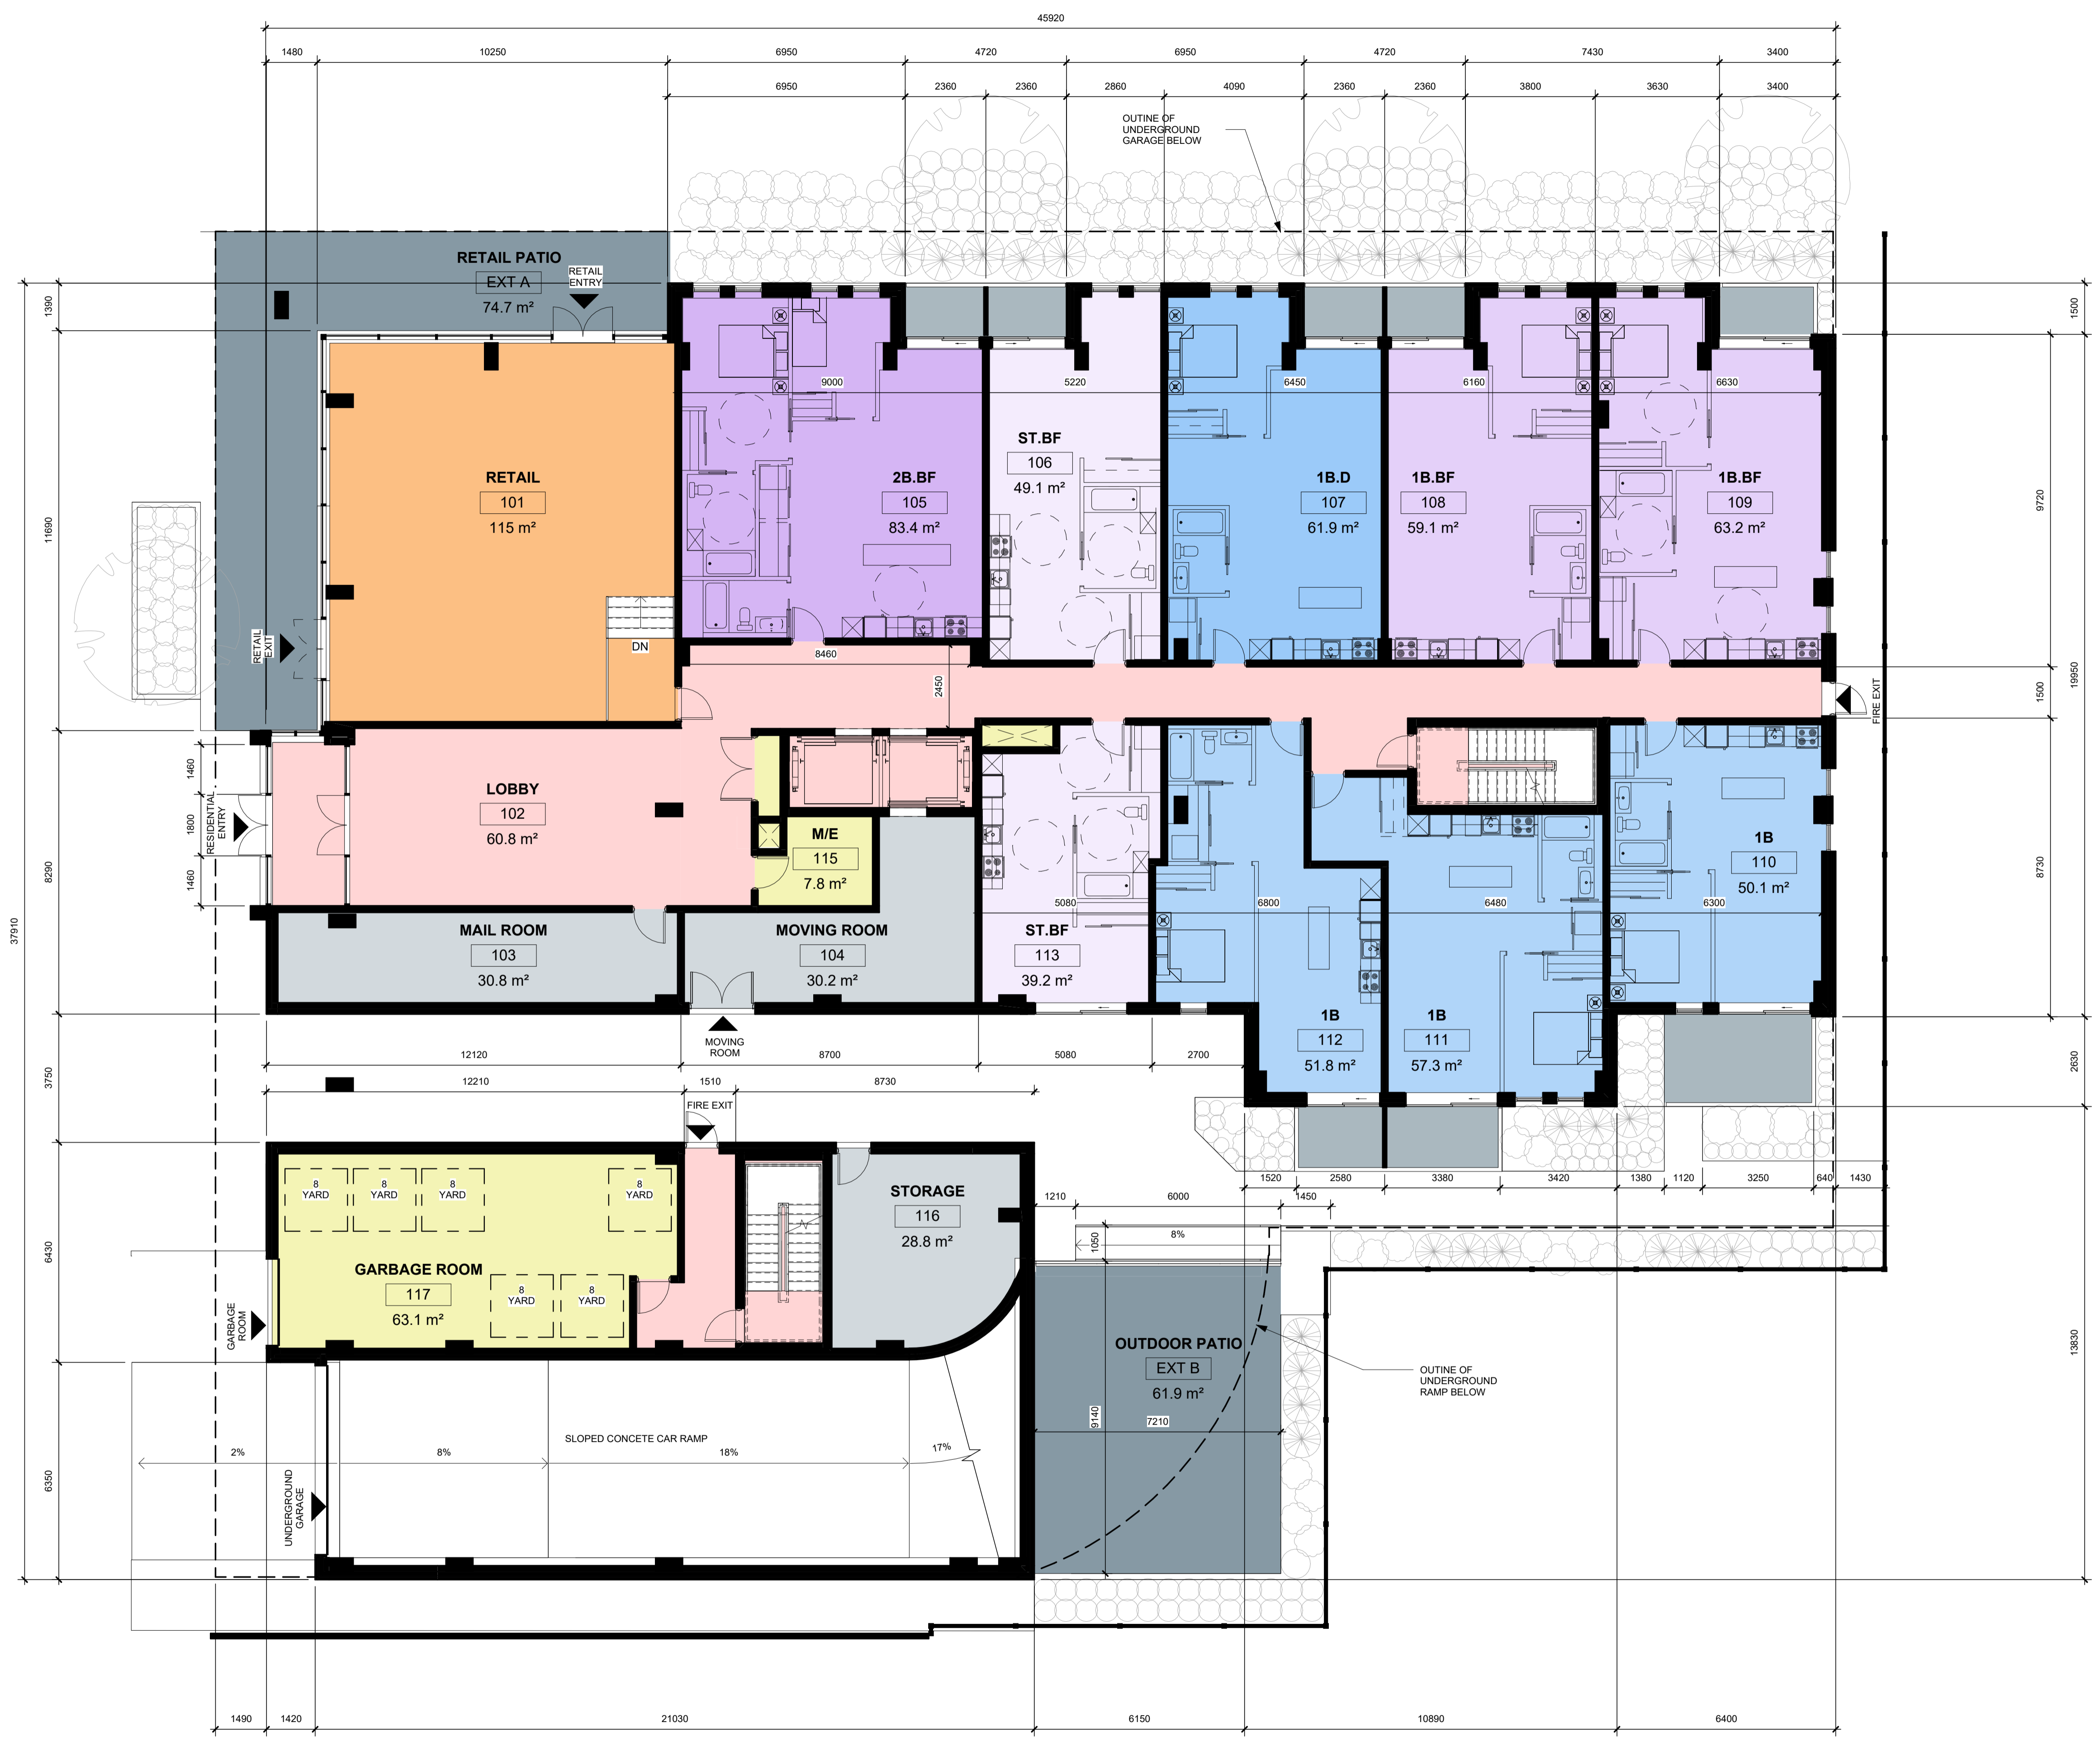 45920
1480 10250 6950 4720 6950 4720 7430 3400
6950 2360 2360 2860 4090 2360 2360 3800 3630 3400
OUTINE OF
UNDERGROUND
GARAGE BELOW
RETAIL PATIO
EXT A
74.7 m²
RETAIL
ENTRY
1390
1500
9000 5220 6450 6160 6630
RETAIL
101
115 m²
2B.BF
105
83.4 m²
ST.BF
106
49.1 m²
1B.D
107
61.9 m²
1B.BF
108
59.1 m²
1B.BF
109
63.2 m²
11690
9720
19950
RETAIL
EXIT
DN
8460
2450
1500
FIRE EXIT
RESIDENTIAL
ENTRY
1460
1800
1460
8290
37910
LOBBY
102
60.8 m²
M/E
115
7.8 m²
1B
110
50.1 m²
8730
5080 6800 6480 6300
MAIL ROOM
103
30.8 m²
MOVING ROOM
104
30.2 m²
ST.BF
113
39.2 m²
1B
112
51.8 m²
1B
111
57.3 m²
MOVING
ROOM
12120 8700 5080 2700
12210 1510 8730
3750
2630
FIRE EXIT
8
YARD
8
YARD
8
YARD
8
YARD
STORAGE
116
28.8 m²
1520 2580 3380 3420 1380 1120 3250 640 1430
1210 6000 1450
1050
8%
6430
GARBAGE ROOM
117
63.1 m²
8
YARD
8
YARD
GARBAGE
ROOM
OUTDOOR PATIO
EXT B
61.9 m²
OUTINE OF
UNDERGROUND
RAMP BELOW
13830
9140
7210
SLOPED CONCETE CAR RAMP
2% 8% 18% 17%
6350
UNDERGROUND
GARAGE
1490 1420 21030 6150 10890 6400